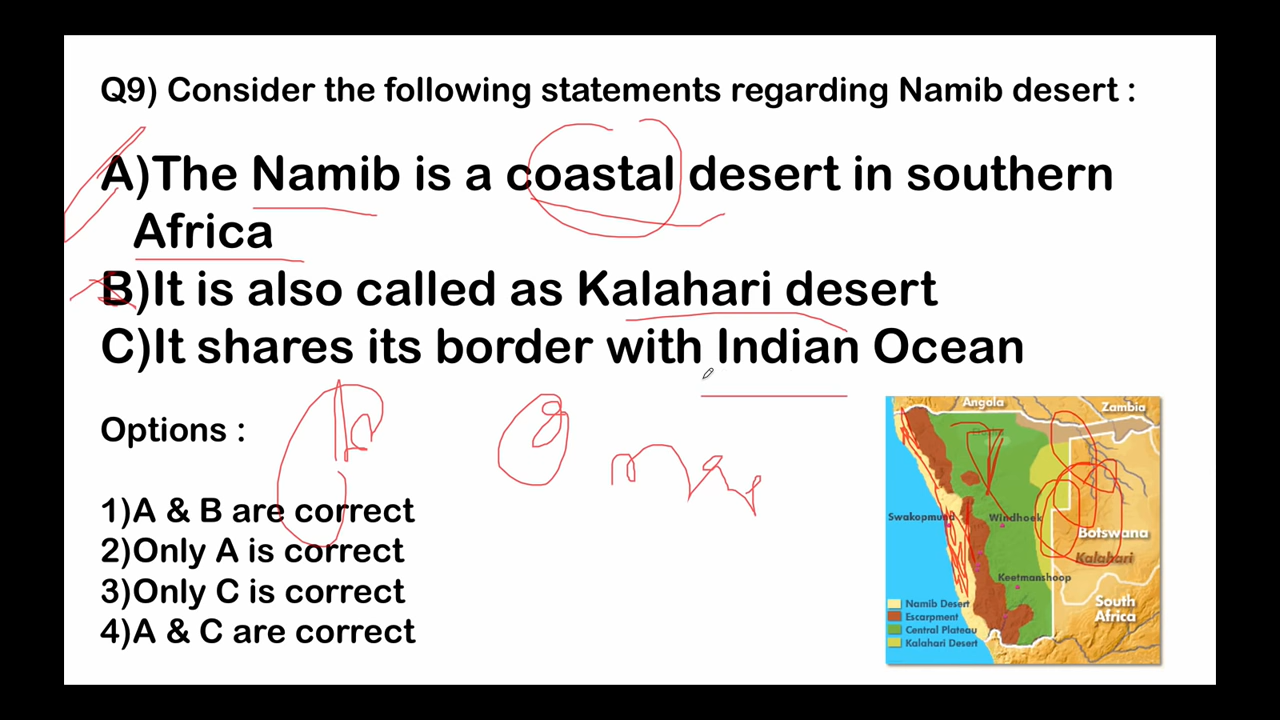 Q9) Consider the following statements regarding Namib desert :
A)The Namib is a coastal desert in southern
Africa
B)It is also called as Kalahari desert
C)It shares its border with Indian Ocean
Options :
1)A & B are correct
2)Only A is correct
3)Only C is correct
4)A & C are correct
Angola
Zambia
Swakopmund
Windhoek
Botswana
Kalahari
Keetmanshoop
South
Africa
Namib Desert
Escarpment
Central Plateau
Kalahari Desert